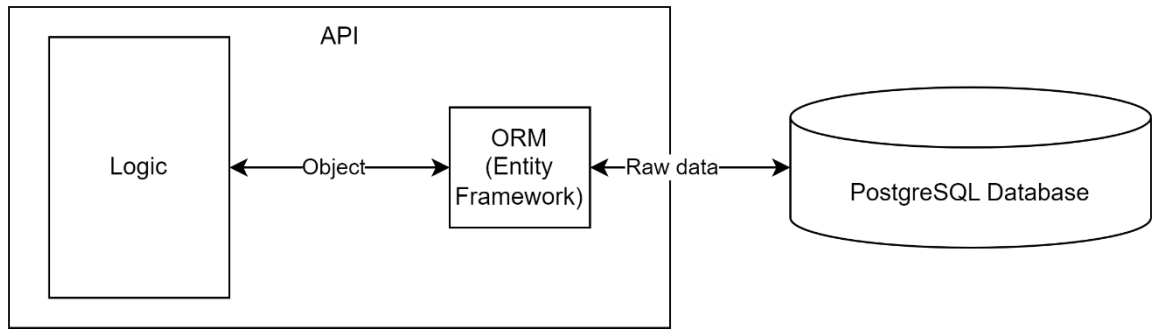 API
Logic
Object
ORM
(Entity
Framework)
Raw data
PostgreSQL Database